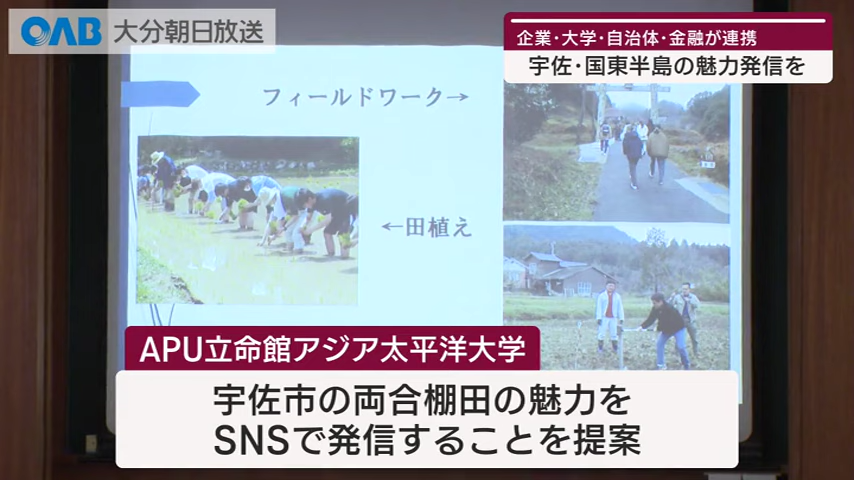 OAB 大分朝日放送
企業・大学・自治体・金融が連携
宇佐・国東半島の魅力発信を
フィールドワーク→
←田植え
APU立命館アジア太平洋大学
宇佐市の両合棚田の魅力を
SNSで発信することを提案